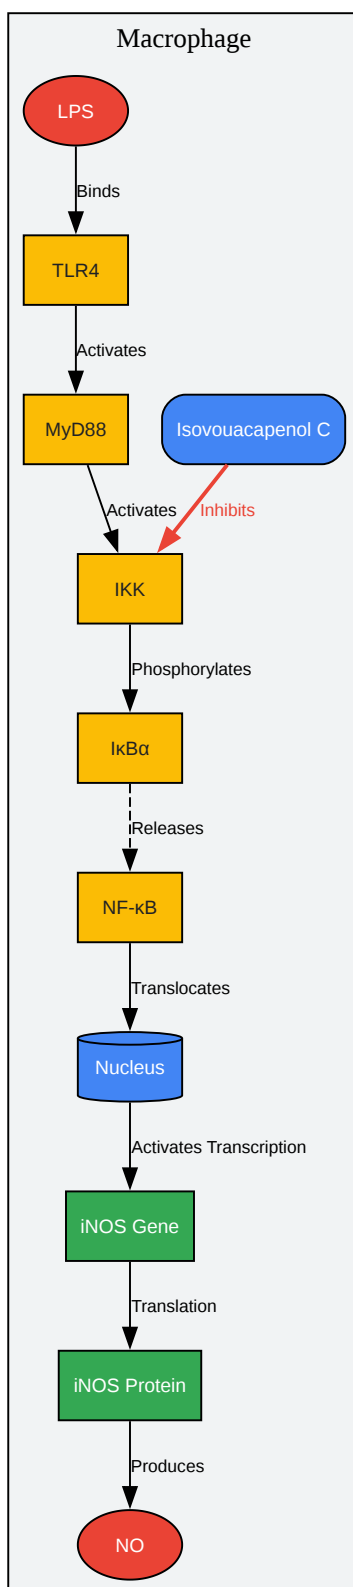 Macrophage
LPS
Binds
TLR4
Activates
MyD88
Isovouacapenol C
Activates
Inhibits
IKK
Phosphorylates
IκBα
Releases
NF-κB
Translocates
Nucleus
Activates Transcription
iNOS Gene
Translation
iNOS Protein
Produces
NO